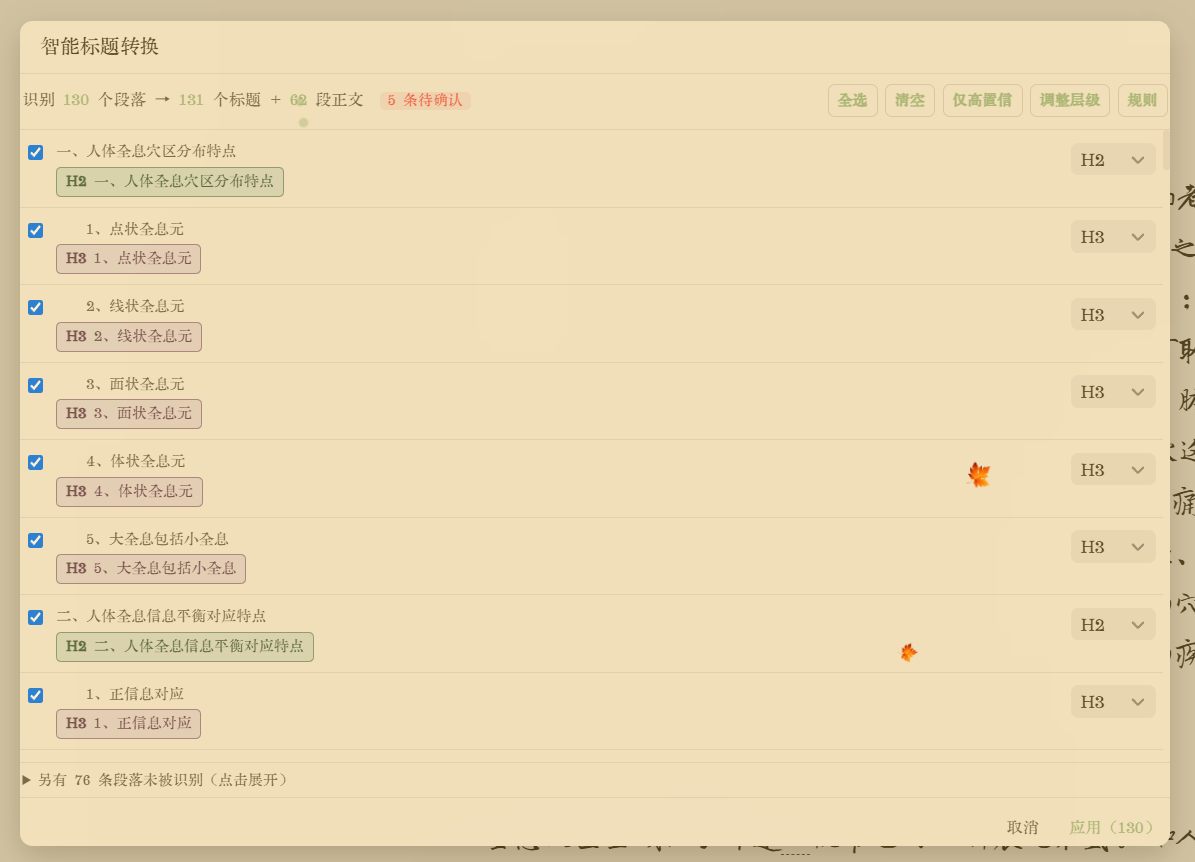 智能标题转换
识别 130 个段落 → 131 个标题 + 62 段正文 5 条待确认 全选 清空 仅高置信 调整层级 规则
一、人体全息穴区分布特点 H2
H2 一、人体全息穴区分布特点
1、点状全息元 H3
H3 1、点状全息元
2、线状全息元 H3
H3 2、线状全息元
3、面状全息元 H3
H3 3、面状全息元
4、体状全息元 H3
H3 4、体状全息元
5、大全息包括小全息 H3
H3 5、大全息包括小全息
二、人体全息信息平衡对应特点 H2
H2 二、人体全息信息平衡对应特点
1、正信息对应 H3
H3 1、正信息对应
另有 76 条段落未被识别（点击展开）
取消 应用（130）